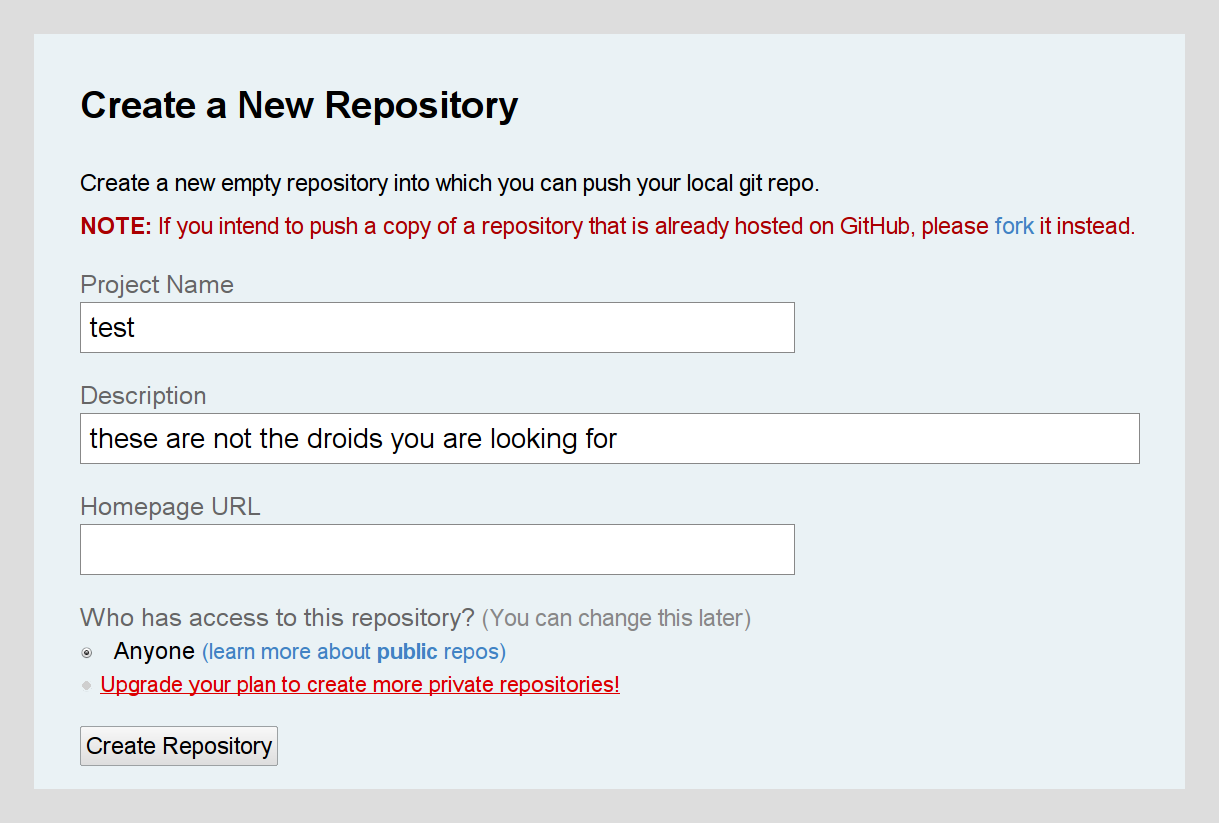 Create a New Repository
Create a new empty repository into which you can push your local git repo.
NOTE: If you intend to push a copy of a repository that is already hosted on GitHub, please fork it instead.
Project Name
test
Description
these are not the droids you are looking for
Homepage URL
Who has access to this repository? (You can change this later)
Anyone (learn more about public repos)
Upgrade your plan to create more private repositories!
Create Repository